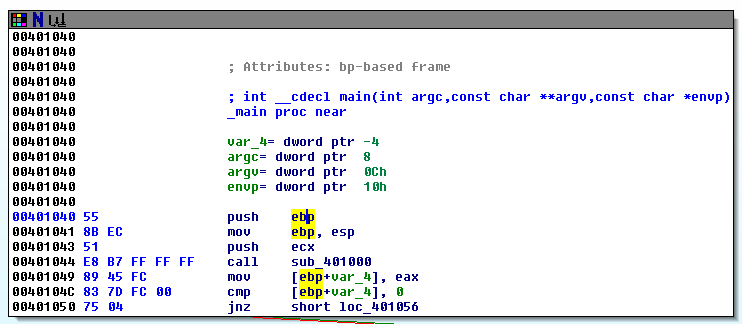 00401040
00401040
00401040 ; Attributes: bp-based frame
00401040
00401040 ; int __cdecl main(int argc,const char **argv,const char *envp)
00401040 _main proc near
00401040
00401040 var_4= dword ptr -4
00401040 argc= dword ptr 8
00401040 argv= dword ptr 0Ch
00401040 envp= dword ptr 10h
00401040
00401040 55 push ebp
00401041 8B EC mov ebp, esp
00401043 51 push ecx
00401044 E8 B7 FF FF FF call sub_401000
00401049 89 45 FC mov [ebp+var_4], eax
0040104C 83 7D FC 00 cmp [ebp+var_4], 0
00401050 75 04 jnz short loc_401056